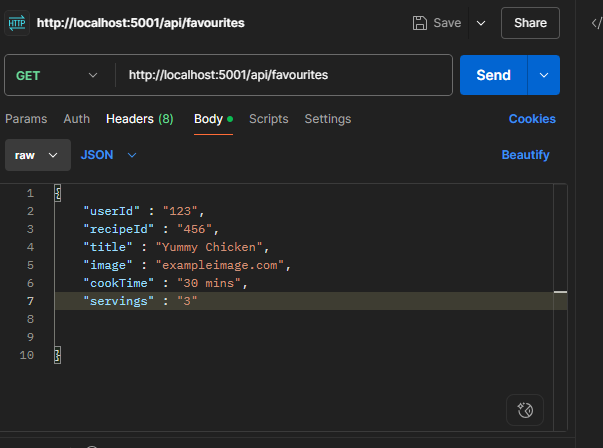 HTTP http://localhost:5001/api/favourites Save Share </>
GET http://localhost:5001/api/favourites Send
Params Auth Headers (8) Body Scripts Settings Cookies
raw JSON Beautify
1 {
2 "userId" : "123",
3 "recipeId" : "456",
4 "title" : "Yummy Chicken",
5 "image" : "exampleimage.com",
6 "cookTime" : "30 mins",
7 "servings" : "3"
8
9
10 }